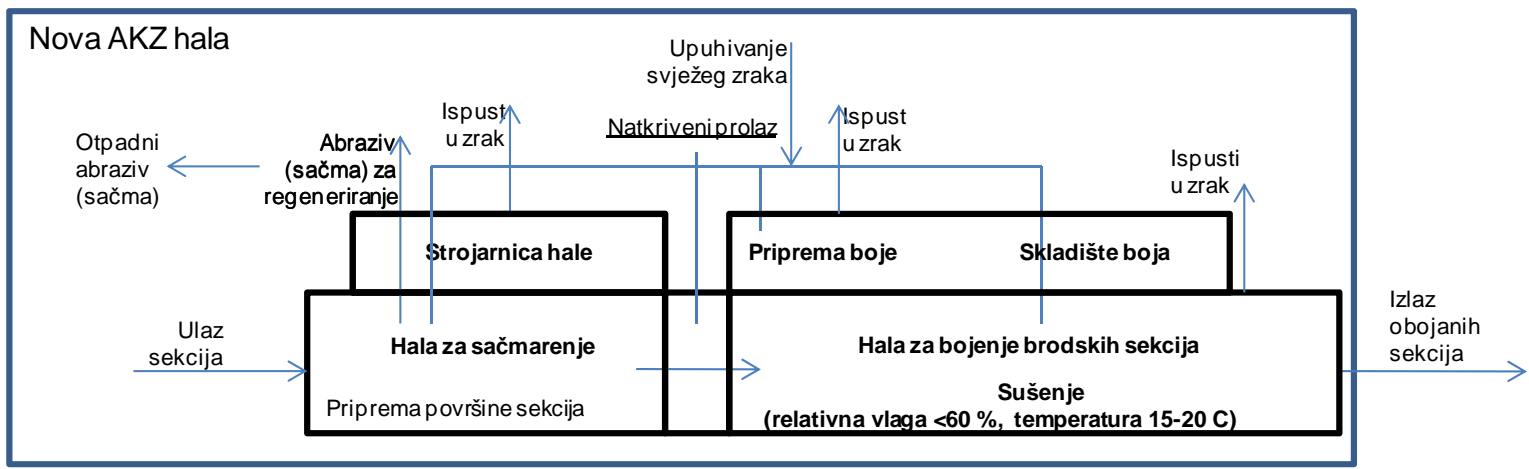 Nova AKZ hala
Upuhivanje
svježeg zraka
Ispust
u zrak
Natkriveni prolaz
Ispust
u zrak
Otpadni
abraziv
(sačma)
Abraziv
(sačma) za
regeneriranje
Ispusti
u zrak
Strojarnica hale
Priprema boje
Skladište boja
Ulaz
sekcija
Hala za sačmarenje
Priprema površine sekcija
Hala za bojenje brodskih sekcija
Sušenje
(relativna vlaga <60 %, temperatura 15-20 C)
Izlaz
obojanih
sekcija